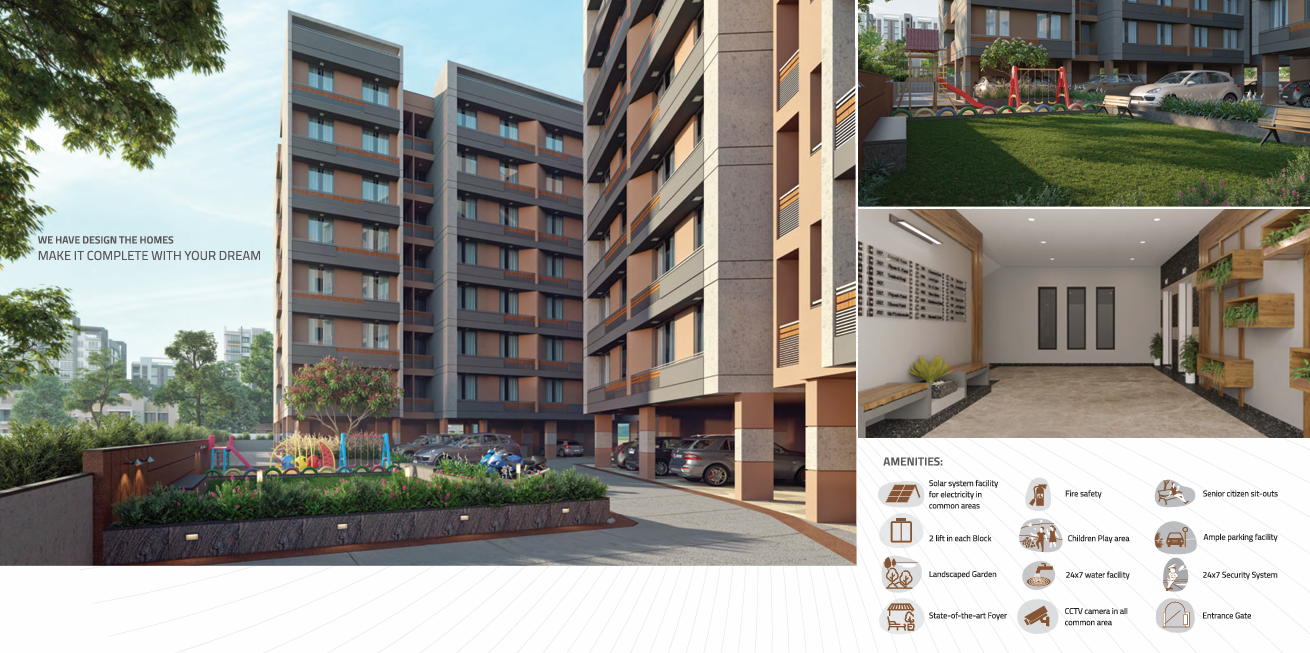 WE HAVE DESIGN THE HOMES
MAKE IT COMPLETE WITH YOUR DREAM
AMENITIES:
Solar system facility
for electricity in
common areas
Fire safety
Senior citizen sit-outs
2 lift in each Block
Children Play area
Ample parking facility
Landscaped Garden
24x7 water facility
24x7 Security System
State-of-the-art Foyer
CCTV camera in all
common area
Entrance Gate